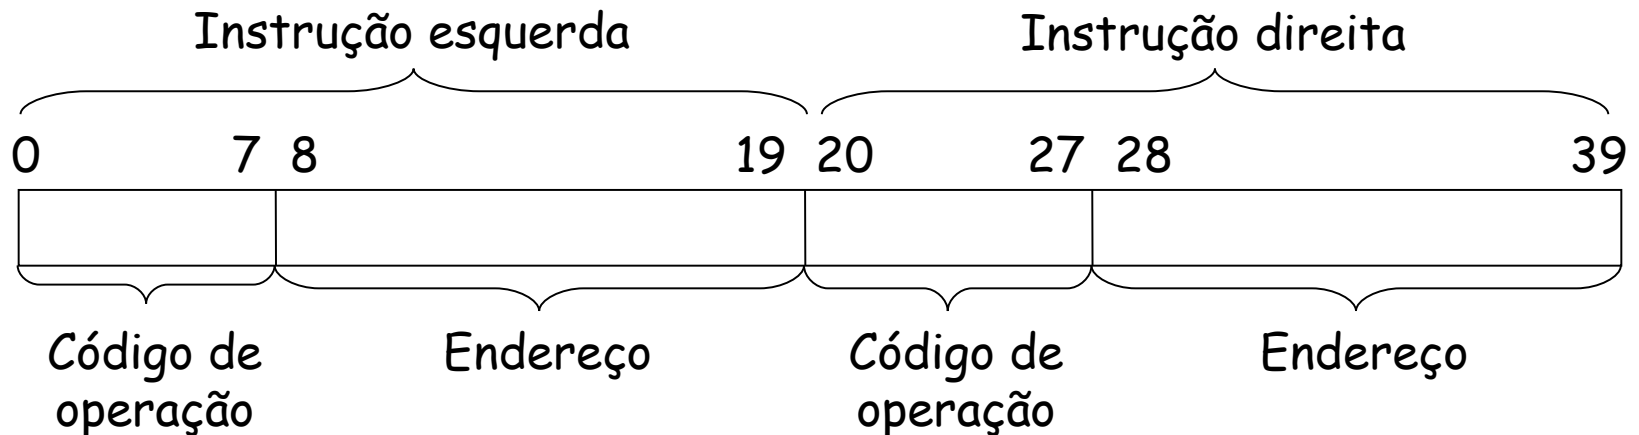 Instrução esquerda Instrução direita
0 7 8 19 20 27 28 39
Código de Endereço Código de Endereço
operação operação